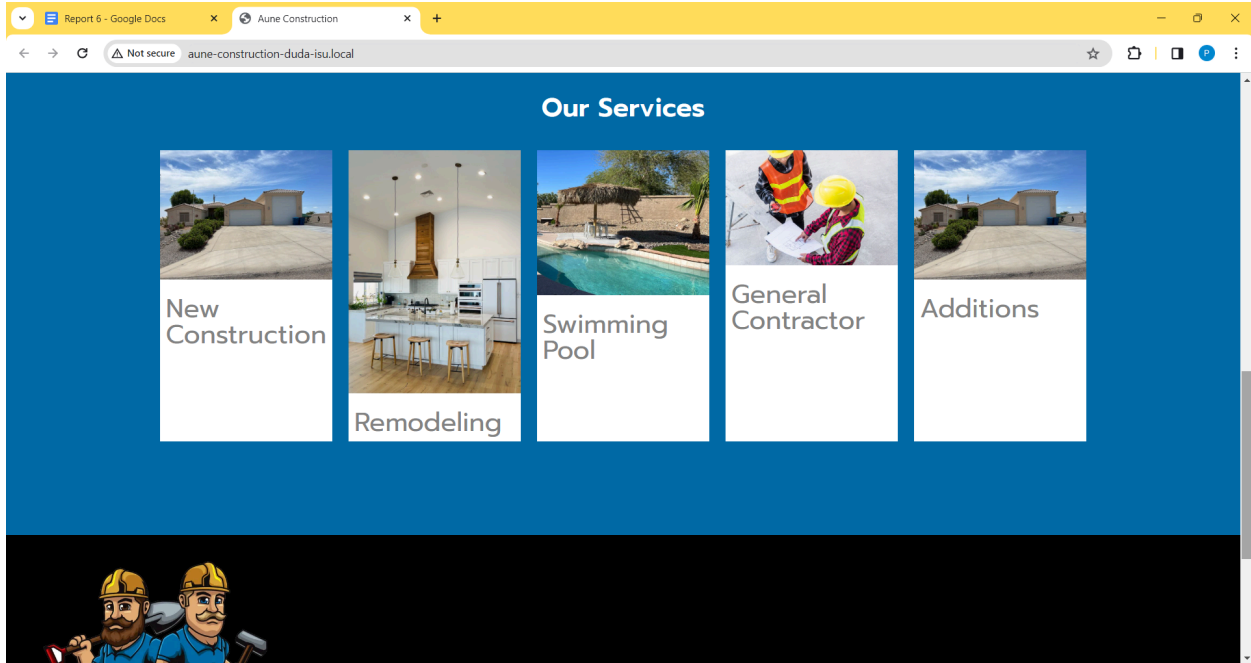 Report 6 - Google Docs
Aune Construction
Not secure
aune-construction-duda-isu.local
P
Our Services
New
Construction
Remodeling
Swimming
Pool
General
Contractor
Additions